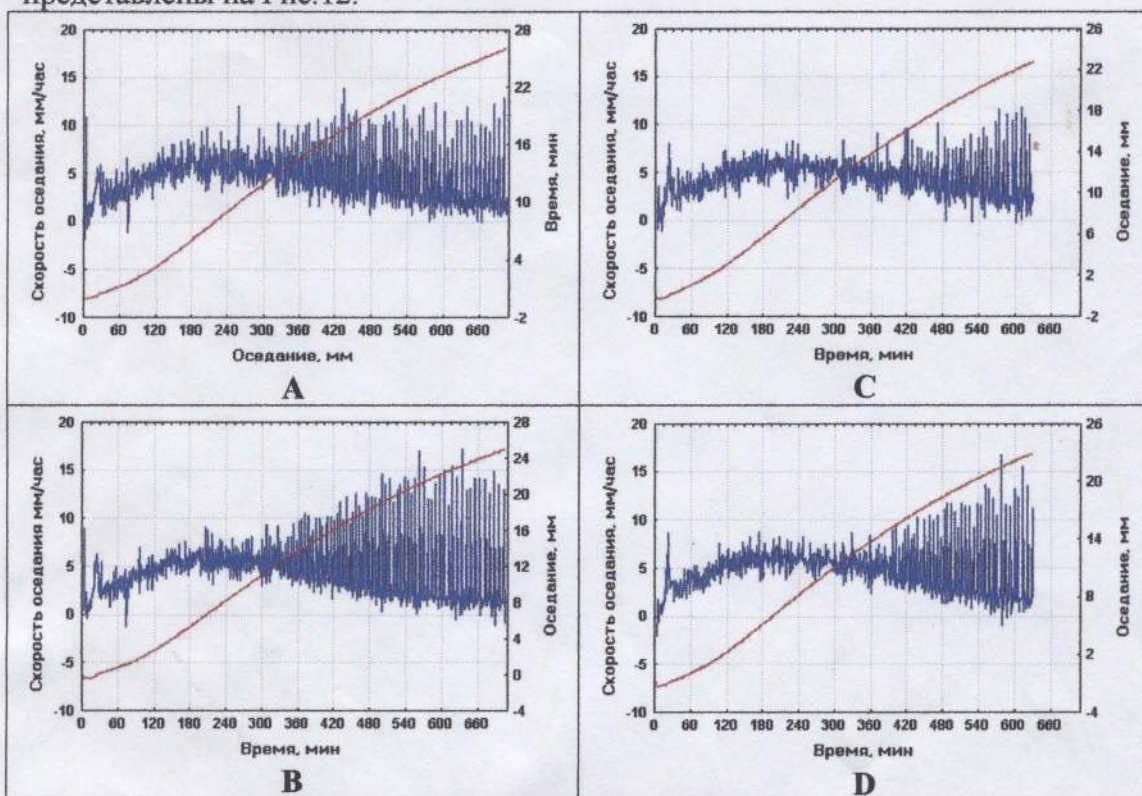 представлены на Рис.12.
20
15
10
5
0
-5
-10
Скорость оседания, мм/час
28
22
16
10
4
-2
Время, мин
0 60 120 180 240 300 360 420 480 540 600 660
Оседание, мм
A
20
15
10
5
0
-5
-10
Скорость оседания, мм/час
26
22
18
14
10
6
2
-2
Оседание, мм
0 60 120 180 240 300 360 420 480 540 600 660
Время, мин
C
20
15
10
5
0
-5
-10
Скорость оседания мм/час
28
24
20
16
12
8
4
0
-4
Оседание, мм
0 60 120 180 240 300 360 420 480 540 600 660
Время, мин
B
20
15
10
5
0
-5
-10
Скорость оседания, мм/час
26
20
14
8
2
-4
Оседание, мм
0 60 120 180 240 300 360 420 480 540 600 660
Время, мин
D